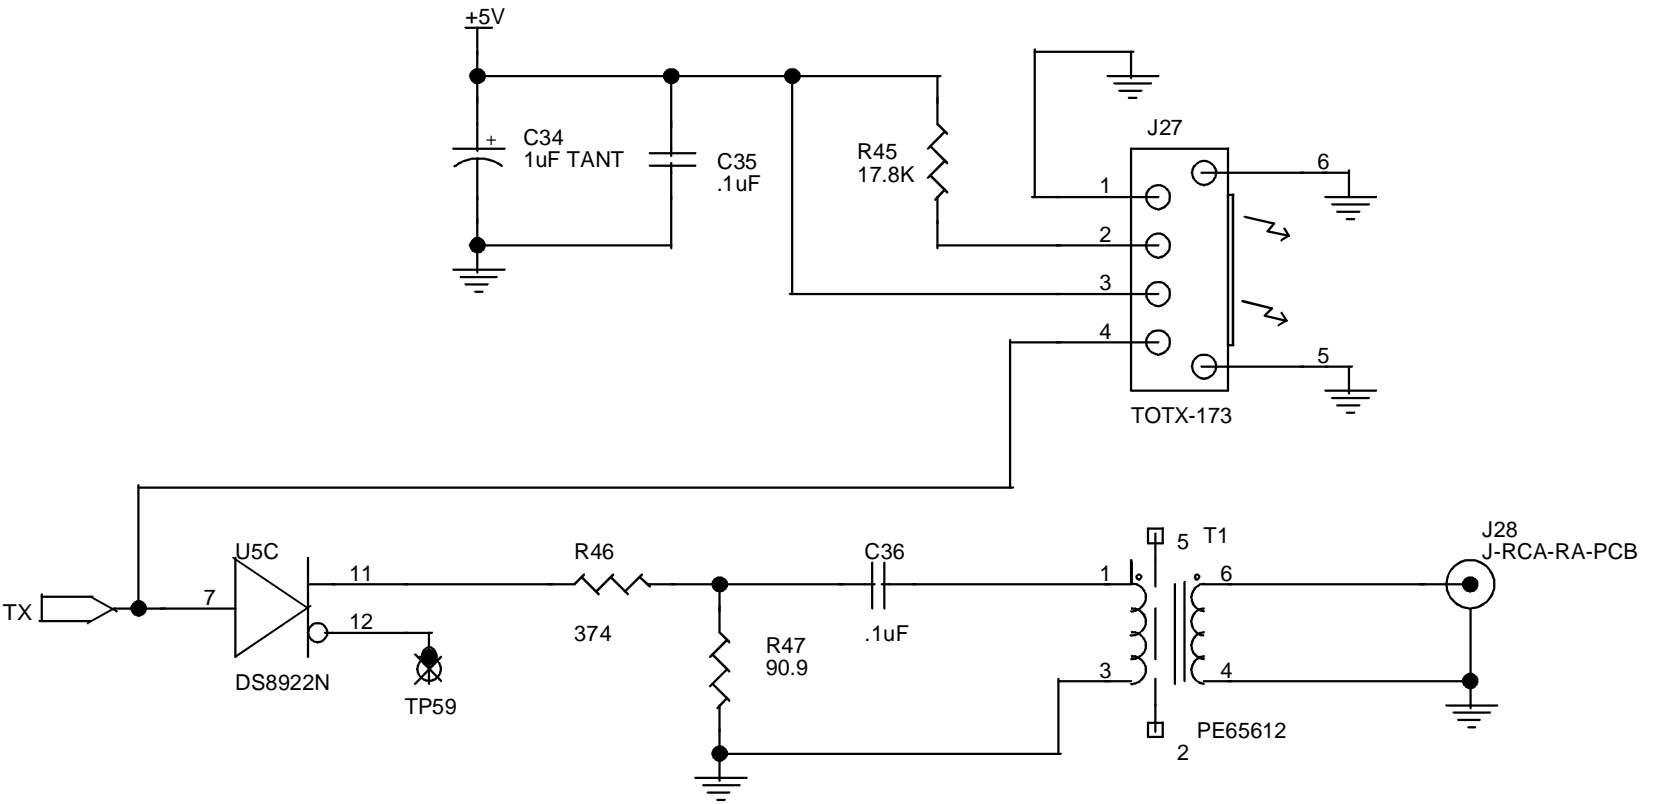 +5V
+
C34
1uF TANT
C35
.1uF
R45
17.8K
J27
1
2
3
4
6
5
TOTX-173
TX
7
U5C
11
12
DS8922N
TP59
R46
374
R47
90.9
C36
.1uF
1
3
5
T1
6
4
2
PE65612
J28
J-RCA-RA-PCB